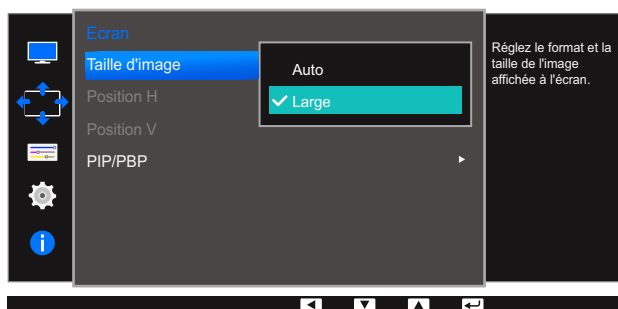 Ecran
Taille d'image
Position H
Position V
PIP/PBP
Auto
Large
Réglez le format et la
taille de l'image
affichée à l'écran.